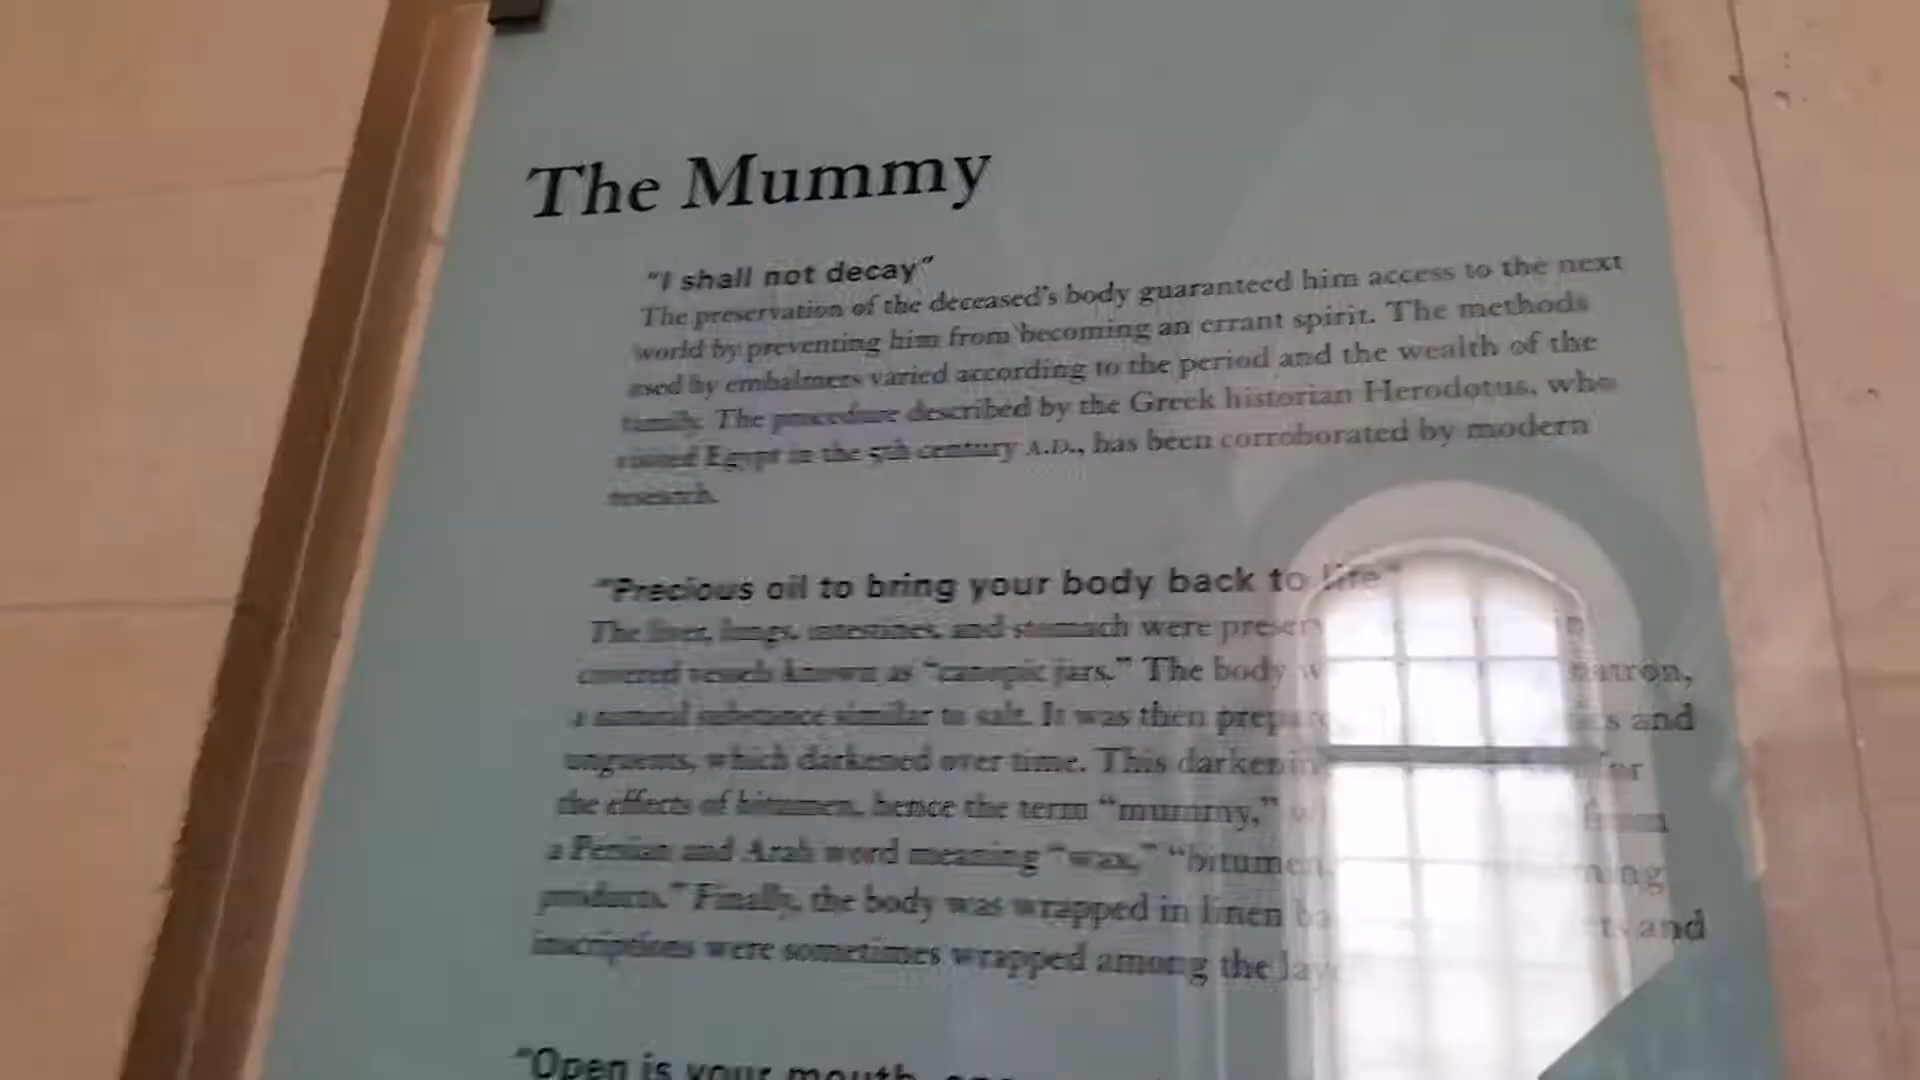 The Mummy
"I shall not decay"
The preservation of the deceased's body guaranteed him access to the next
world by preventing him from becoming an errant spirit. The methods
used by embalmers varied according to the period and the wealth of the
family. The procedure described by the Greek historian Herodotus, who
visited Egypt in the 5th century A.D., has been corroborated by modern
research.
"Precious oil to bring your body back to life"
The liver, lungs, intestines, and stomach were
covered vessels known as "canopic jars." The body natron,
a natural substance similar to salt. It was then and
unguents, which darkened over time. This for
the effects of bitumen, hence the term "mummy," from
a Persian and Arab word meaning "wax,"
products." Finally, the body was wrapped in linen and
inscriptions were sometimes wrapped among the
"Open is your mouth,